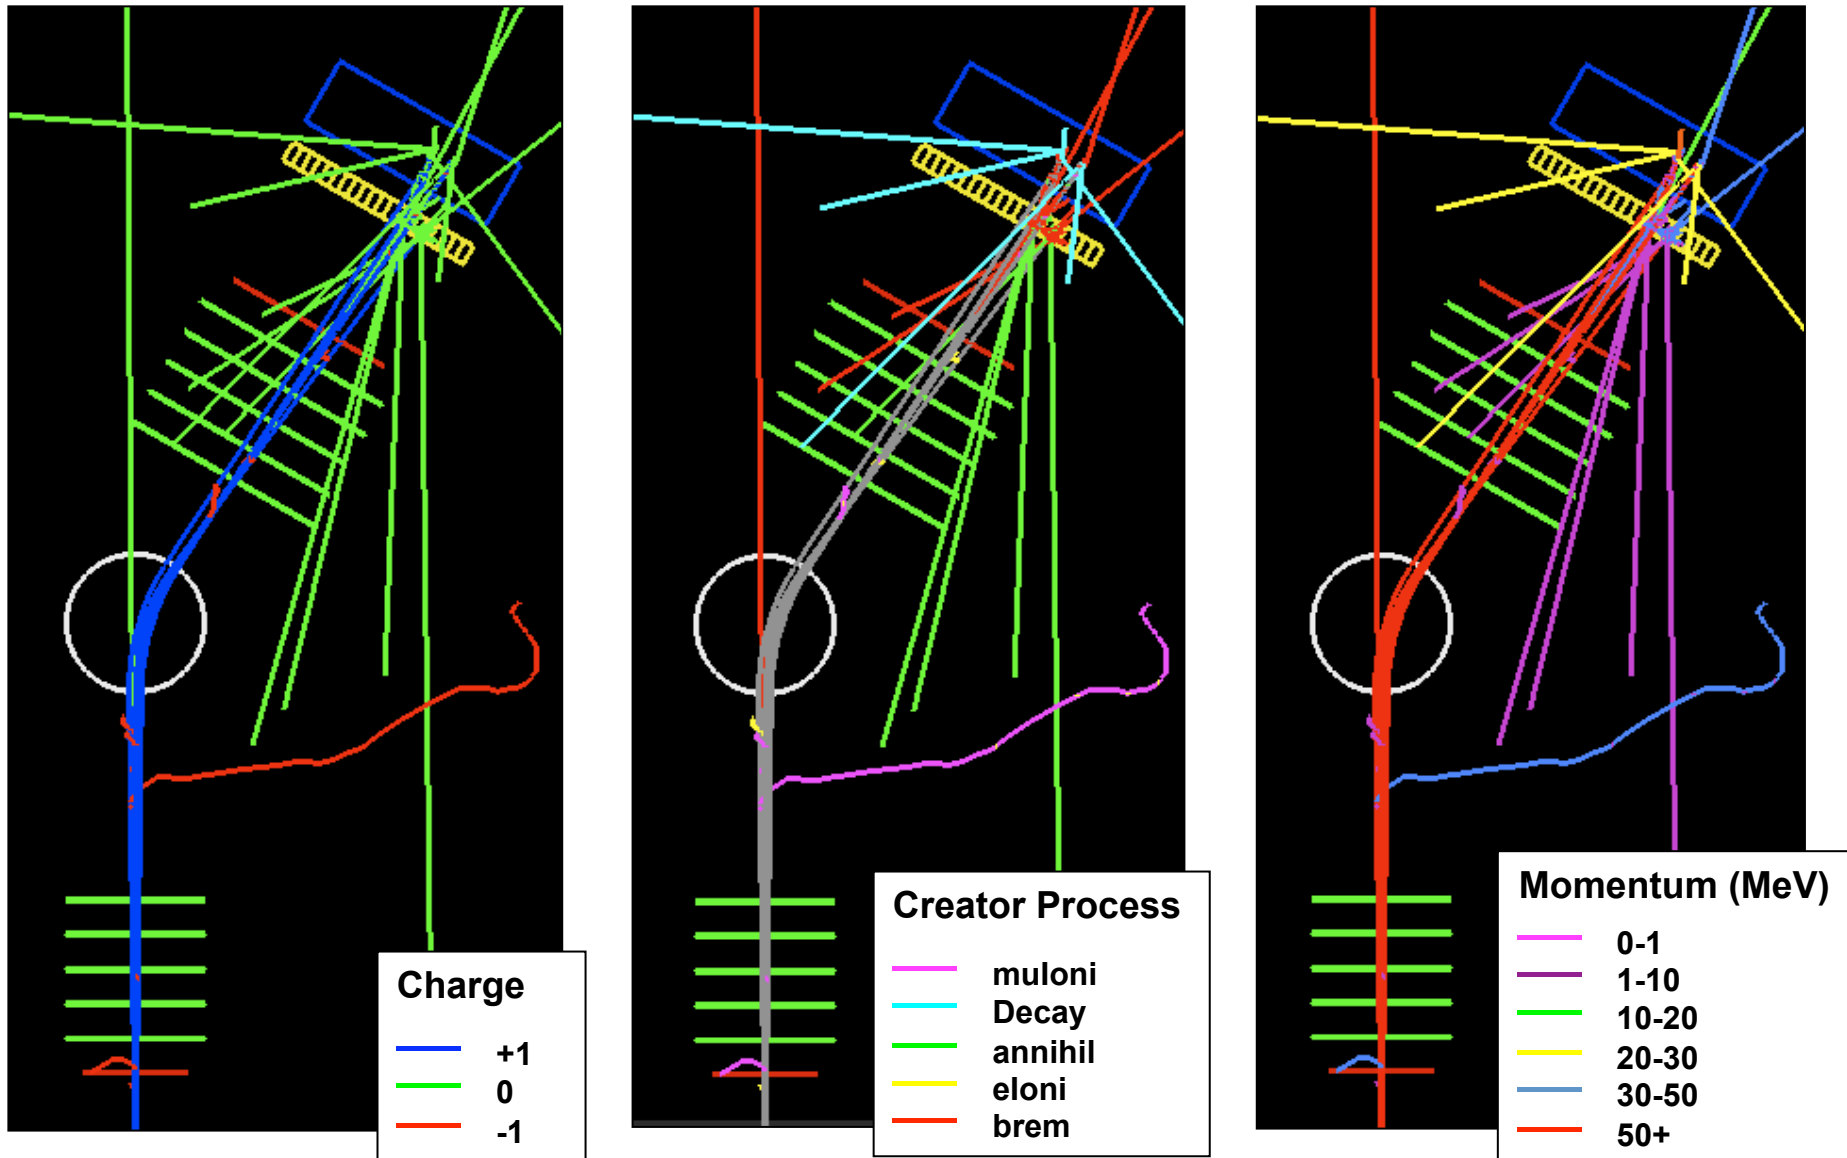 Charge
+1
0
-1
Creator Process
muloni
Decay
annihil
eloni
brem
Momentum (MeV)
0-1
1-10
10-20
20-30
30-50
50+